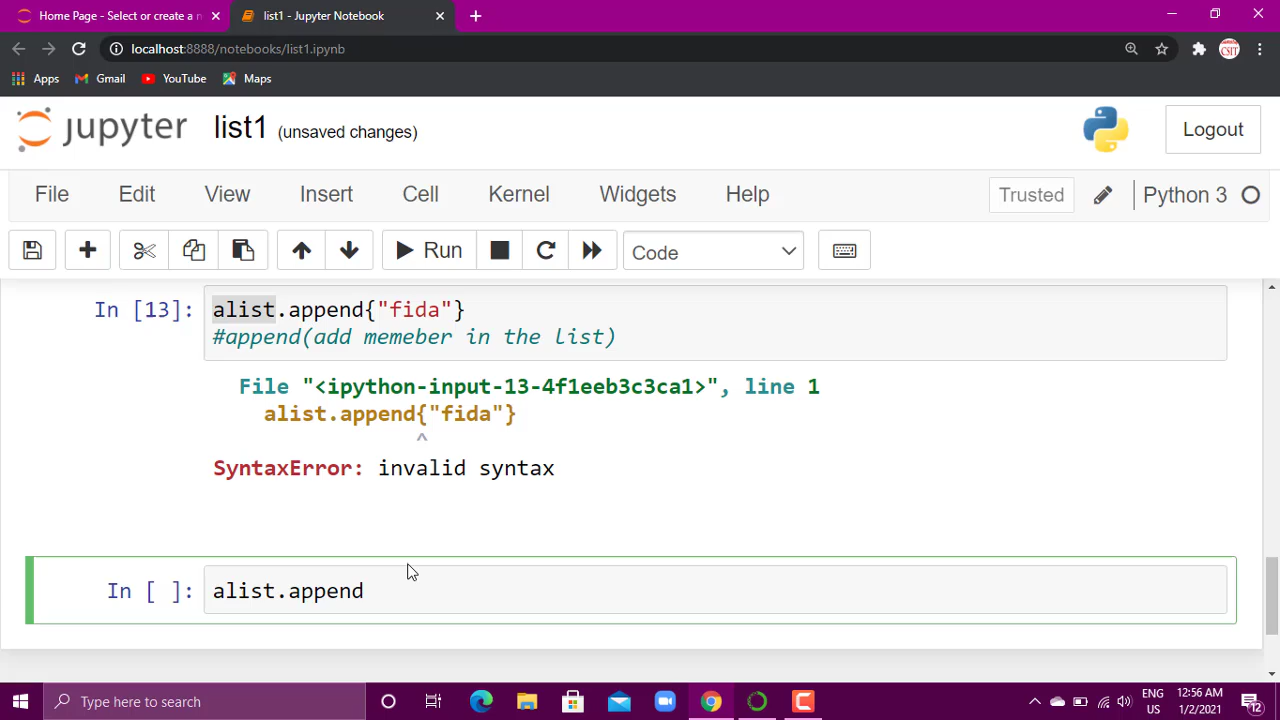 Home Page - Select or create a n
list1 - Jupyter Notebook
localhost:8888/notebooks/list1.ipynb
Apps Gmail YouTube Maps
CSIT
jupyter list1 (unsaved changes) Logout
File Edit View Insert Cell Kernel Widgets Help Trusted Python 3
Run Code
In [13]: alist.append{"fida"}
#append(add memeber in the list)
File "<ipython-input-13-4f1eeb3c3ca1>", line 1
alist.append{"fida"}
^
SyntaxError: invalid syntax
In [ ]: alist.append
Type here to search
ENG
US
12:56 AM
1/2/2021
12